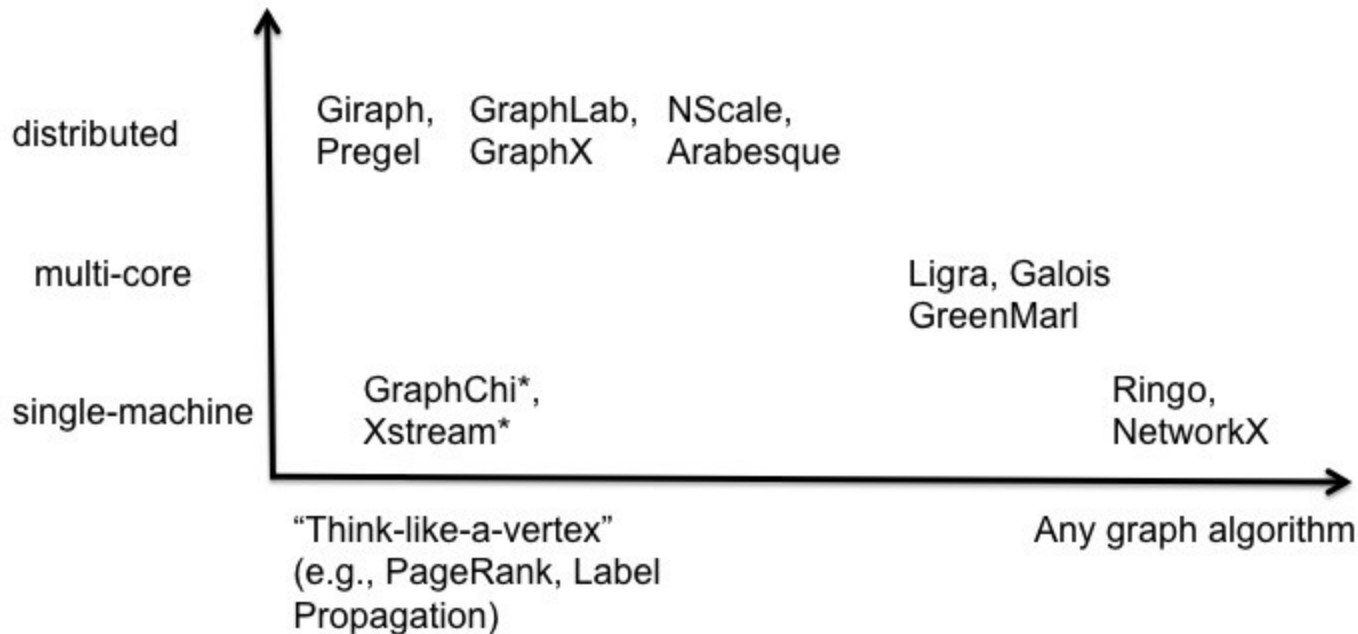 distributed
Giraph, GraphLab, NScale,
Pregel GraphX Arabesque
multi-core
Ligra, Galois
GreenMarl
single-machine
GraphChi*,
Xstream*
Ringo,
NetworkX
“Think-like-a-vertex”
(e.g., PageRank, Label
Propagation)
Any graph algorithm